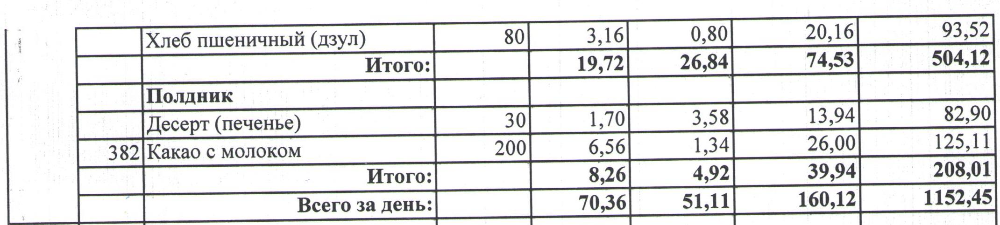 Хлеб пшеничный (дзул) 80 3,16 0,80 20,16 93,52
Итого: 19,72 26,84 74,53 504,12
Полдник
Десерт (печенье) 30 1,70 3,58 13,94 82,90
382 Какао с молоком 200 6,56 1,34 26,00 125,11
Итого: 8,26 4,92 39,94 208,01
Всего за день: 70,36 51,11 160,12 1152,45